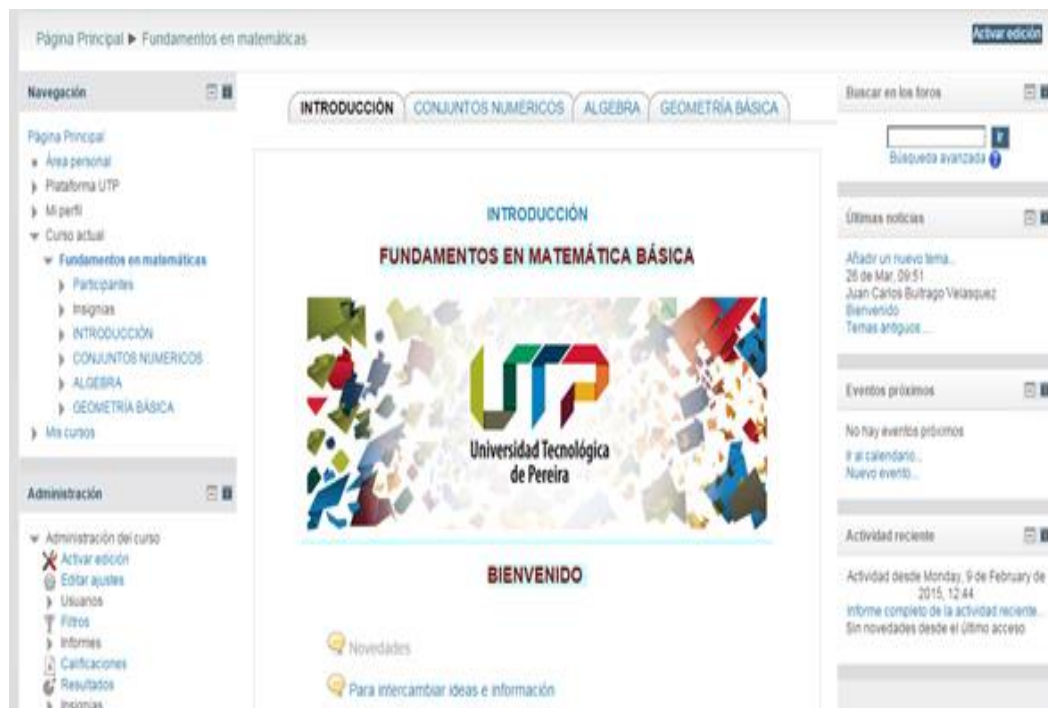 Página Principal ▶ Fundamentos en matemáticas
Activar edición
Navegación
Página Principal
Área personal
Plataforma UTP
Mi perfil
Curso actual
Fundamentos en matemáticas
Participantes
Insignias
INTRODUCCIÓN
CONJUNTOS NUMERICOS
ALGEBRA
GEOMETRÍA BÁSICA
Mis cursos
Administración
Administración del curso
Activar edición
Editar ajustes
Usuarios
Filtros
Informes
Calificaciones
Resultados
Insignias
INTRODUCCIÓN CONJUNTOS NUMERICOS ALGEBRA GEOMETRÍA BÁSICA
INTRODUCCIÓN
FUNDAMENTOS EN MATEMÁTICA BÁSICA
UTP
Universidad Tecnológica
de Pereira
BIENVENIDO
Novedades
Para intercambiar ideas e información
Buscar en los foros
Ir
Búsqueda avanzada ?
Últimas noticias
Añadir un nuevo tema...
26 de Mar, 09:51
Juan Carlos Buitrago Velasquez
Bienvenido
Temas antiguos ...
Eventos próximos
No hay eventos próximos
Ir al calendario...
Nuevo evento...
Actividad reciente
Actividad desde Monday, 9 de February de
2015, 12:44
Informe completo de la actividad reciente...
Sin novedades desde el último acceso